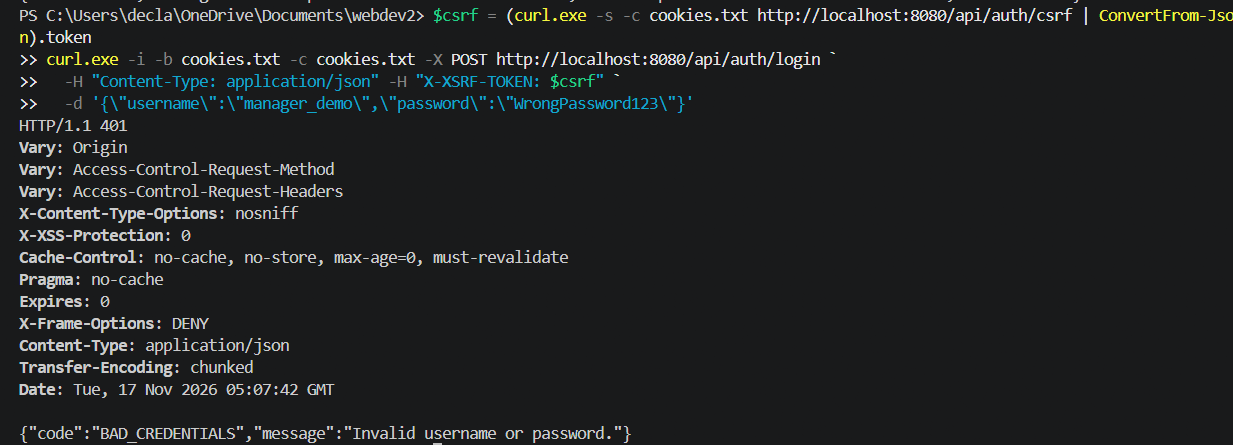 PS C:\Users\decla\OneDrive\Documents\webdev2> $csrf = (curl.exe -s -c cookies.txt http://localhost:8080/api/auth/csrf | ConvertFrom-Jso
n).token
>> curl.exe -i -b cookies.txt -c cookies.txt -X POST http://localhost:8080/api/auth/login `
>>   -H "Content-Type: application/json" -H "X-XSRF-TOKEN: $csrf" `
>>   -d '{\"username\":\"manager_demo\",\"password\":\"WrongPassword123\"}'
HTTP/1.1 401
Vary: Origin
Vary: Access-Control-Request-Method
Vary: Access-Control-Request-Headers
X-Content-Type-Options: nosniff
X-XSS-Protection: 0
Cache-Control: no-cache, no-store, max-age=0, must-revalidate
Pragma: no-cache
Expires: 0
X-Frame-Options: DENY
Content-Type: application/json
Transfer-Encoding: chunked
Date: Tue, 17 Nov 2026 05:07:42 GMT

{"code":"BAD_CREDENTIALS","message":"Invalid username or password."}